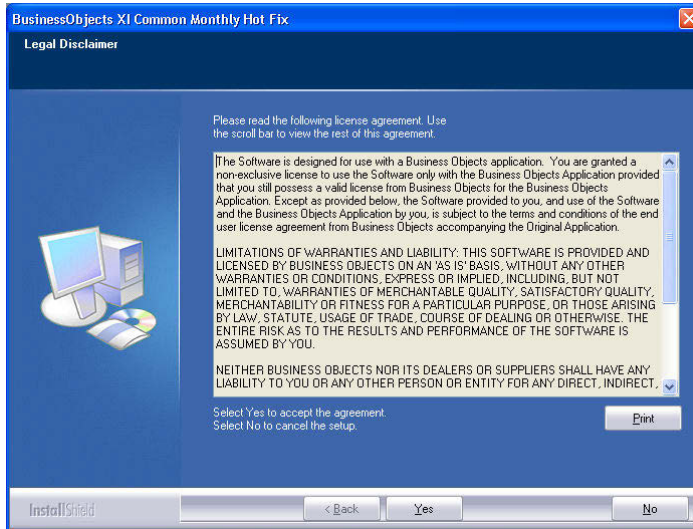 BusinessObjects XI Common Monthly Hot Fix
Legal Disclaimer
Please read the following license agreement. Use
the scroll bar to view the rest of this agreement.
The Software is designed for use with a Business Objects application. You are granted a
non-exclusive license to use the Software only with the Business Objects Application provided
that you still possess a valid license from Business Objects for the Business Objects
Application. Except as provided below, the Software provided to you, and use of the Software
and the Business Objects Application by you, is subject to the terms and conditions of the end
user license agreement from Business Objects accompanying the Original Application.
LIMITATIONS OF WARRANTIES AND LIABILITY: THIS SOFTWARE IS PROVIDED AND
LICENSED BY BUSINESS OBJECTS ON AN 'AS IS' BASIS, WITHOUT ANY OTHER
WARRANTIES OR CONDITIONS, EXPRESS OR IMPLIED, INCLUDING, BUT NOT
LIMITED TO, WARRANTIES OF MERCHANTABLE QUALITY, SATISFACTORY QUALITY,
MERCHANTABILITY OR FITNESS FOR A PARTICULAR PURPOSE, OR THOSE ARISING
BY LAW, STATUTE, USAGE OF TRADE, COURSE OF DEALING OR OTHERWISE. THE
ENTIRE RISK AS TO THE RESULTS AND PERFORMANCE OF THE SOFTWARE IS
ASSUMED BY YOU.
NEITHER BUSINESS OBJECTS NOR ITS DEALERS OR SUPPLIERS SHALL HAVE ANY
LIABILITY TO YOU OR ANY OTHER PERSON OR ENTITY FOR ANY DIRECT, INDIRECT,
Select Yes to accept the agreement.
Select No to cancel the setup.
Print
InstallShield
< Back
Yes
No